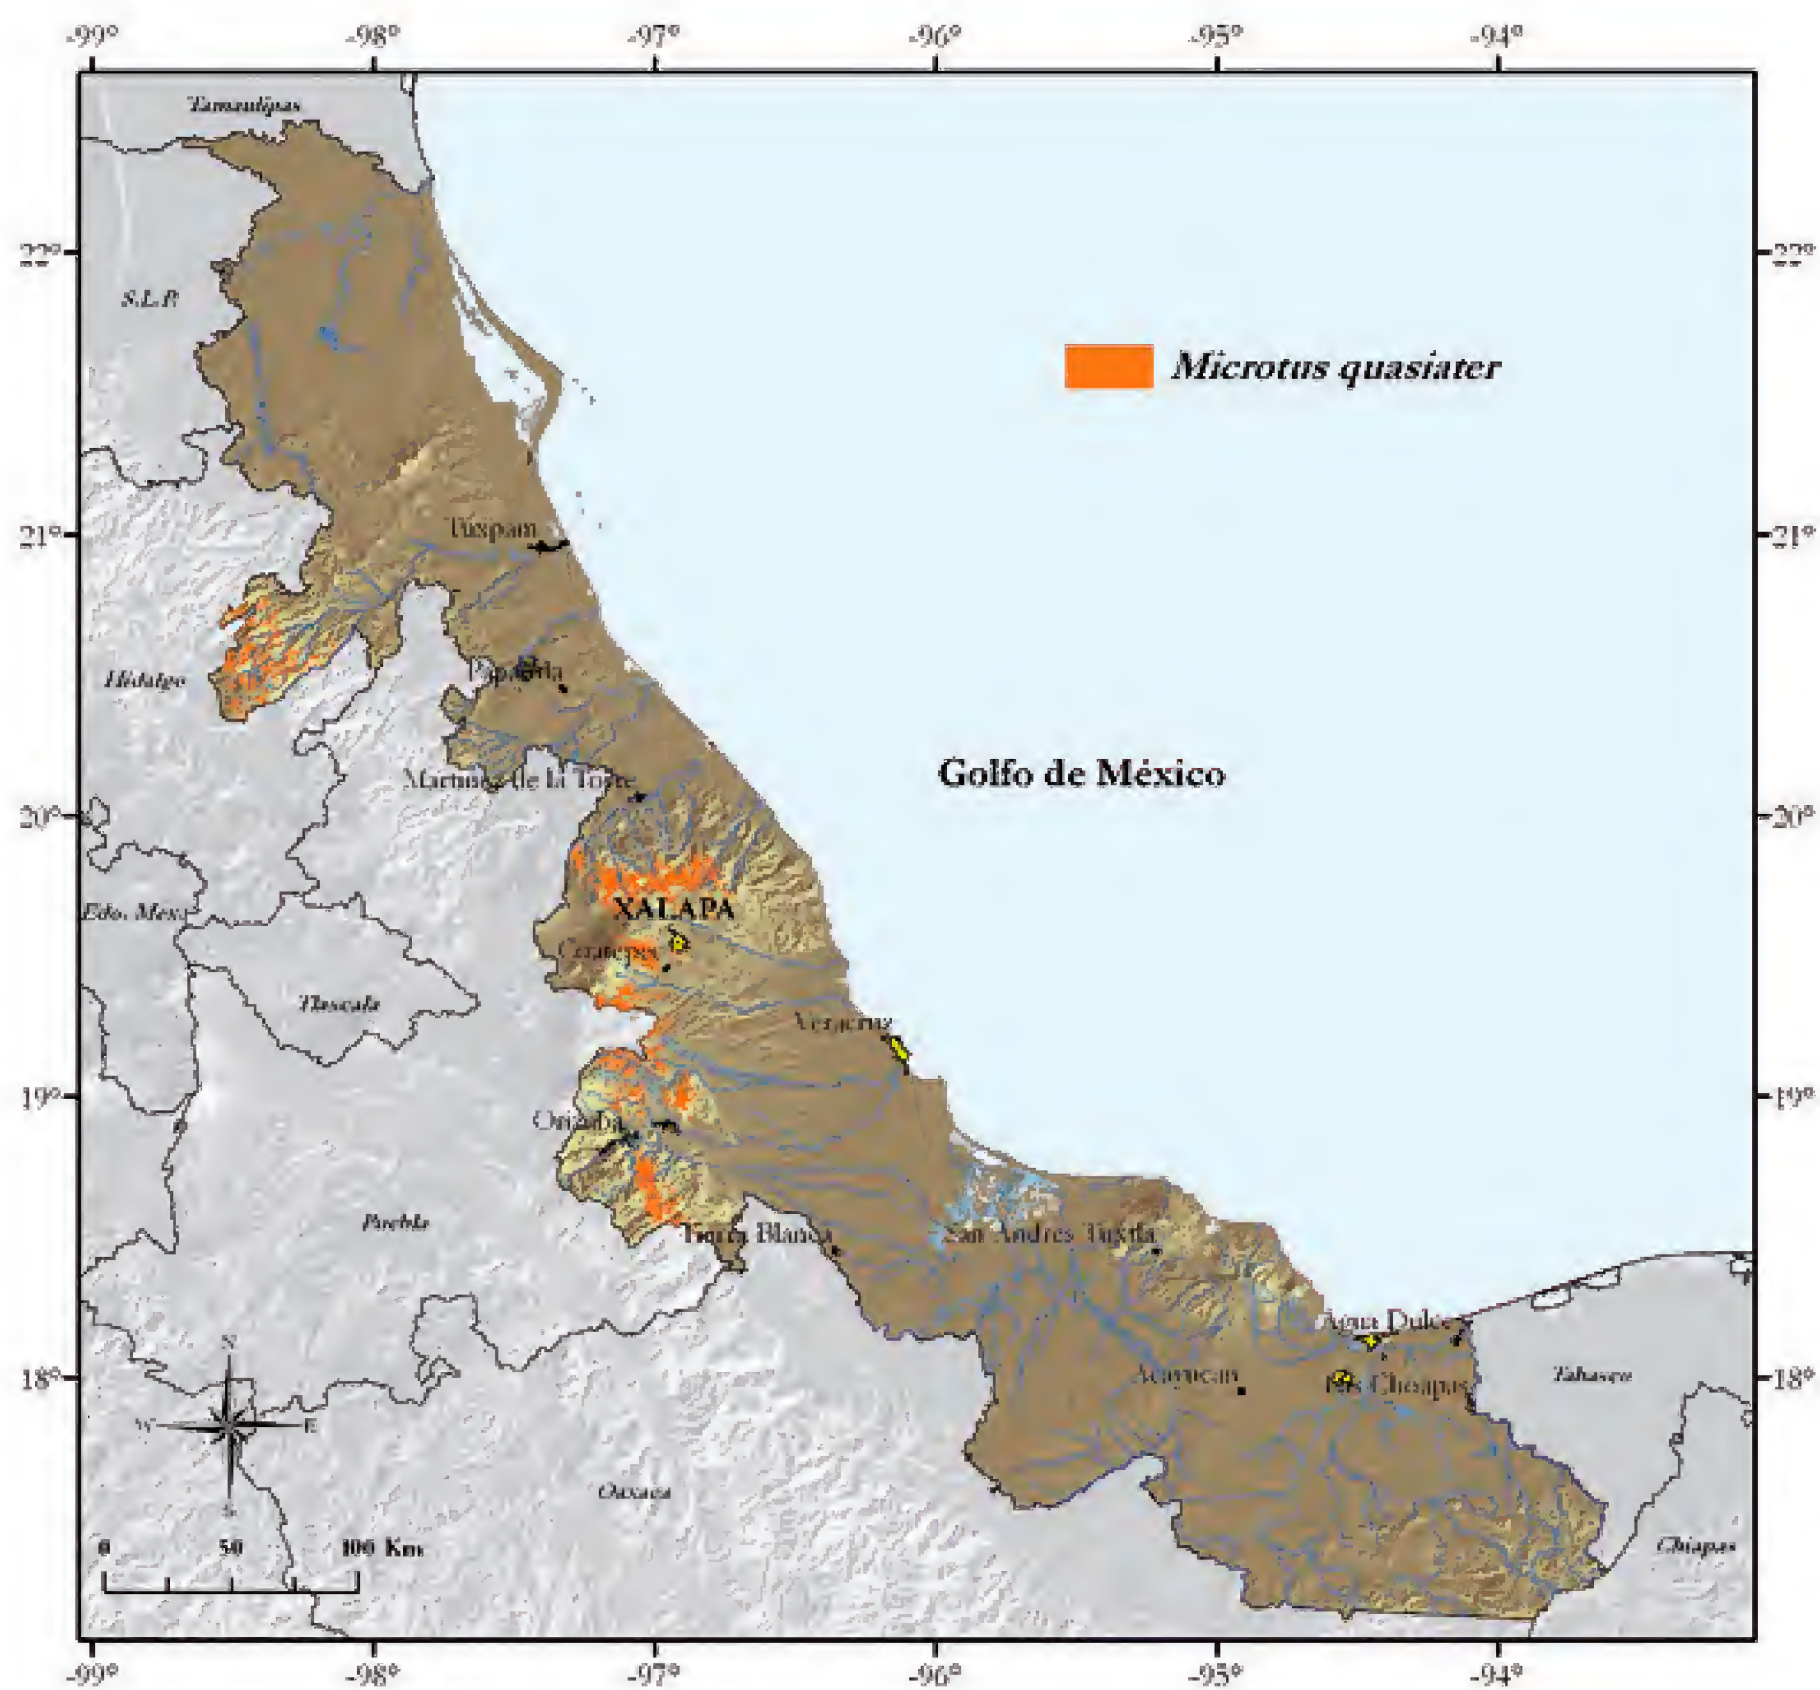 -99° -98° -97° -96° -95° -94°
Tamaulipas
22° 22°
S.L.P.
Microtus quasiater
Tuxpam
21° 21°
Hidalgo
Papantla
Golfo de México
Martínez de la Torre
20° 20°
XALAPA
Edo. Mex.
Coatepec
Tlaxcala
Veracruz
19° 19°
Orizaba
Puebla
Tierra Blanca
San Andres Tuxtla
Agua Dulce
18° 18°
Acayucan
Las Choapas
Tabasco
N
W E
S
Oaxaca
Chiapas
0 50 100 Km
-99° -98° -97° -96° -95° -94°